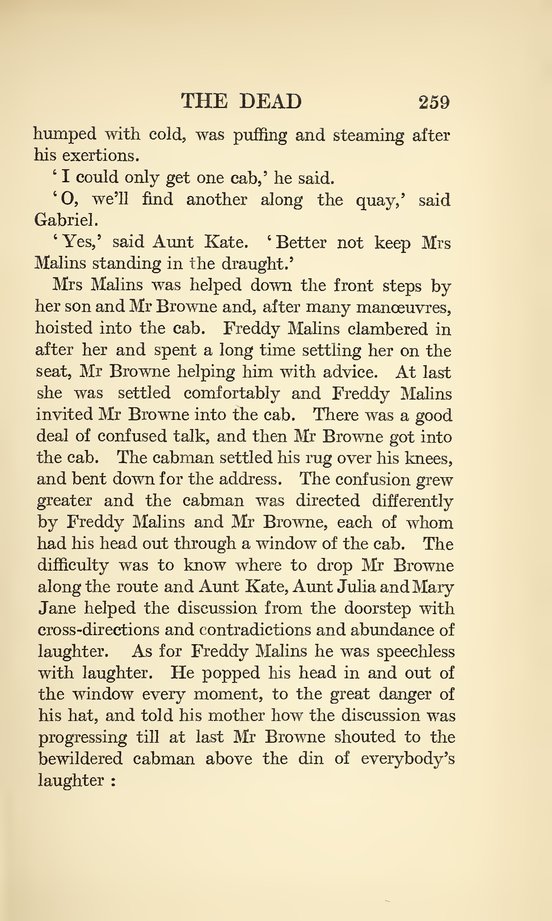 THE DEAD 259
humped with cold, was puffing and steaming after
his exertions.
‘ I could only get one cab,’ he said.
‘ O, we’ll find another along the quay,’ said
Gabriel.
‘ Yes,’ said Aunt Kate. ‘ Better not keep Mrs
Malins standing in the draught.’
Mrs Malins was helped down the front steps by
her son and Mr Browne and, after many manœuvres,
hoisted into the cab. Freddy Malins clambered in
after her and spent a long time settling her on the
seat, Mr Browne helping him with advice. At last
she was settled comfortably and Freddy Malins
invited Mr Browne into the cab. There was a good
deal of confused talk, and then Mr Browne got into
the cab. The cabman settled his rug over his knees,
and bent down for the address. The confusion grew
greater and the cabman was directed differently
by Freddy Malins and Mr Browne, each of whom
had his head out through a window of the cab. The
difficulty was to know where to drop Mr Browne
along the route and Aunt Kate, Aunt Julia and Mary
Jane helped the discussion from the doorstep with
cross-directions and contradictions and abundance of
laughter. As for Freddy Malins he was speechless
with laughter. He popped his head in and out of
the window every moment, to the great danger of
his hat, and told his mother how the discussion was
progressing till at last Mr Browne shouted to the
bewildered cabman above the din of everybody’s
laughter :